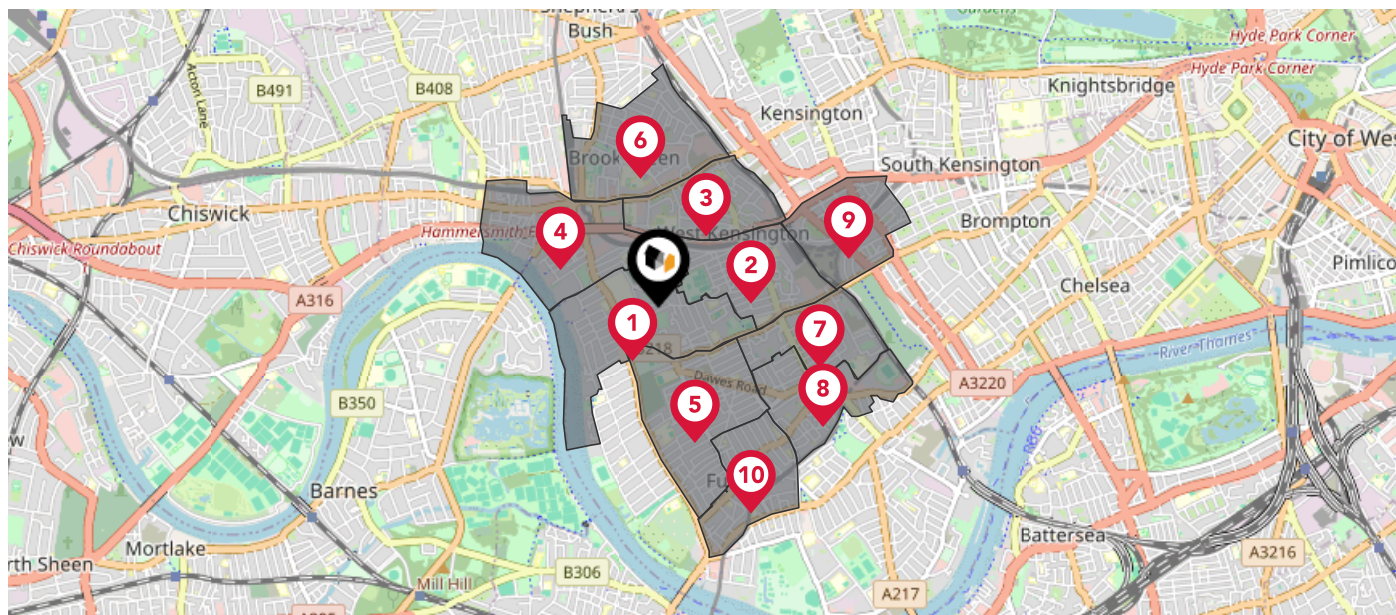 Shepherd's
Bush
Hyde Park Corner
Hyde Park Corner
Acton Lane
B491
B408
Knightsbridge
Kensington
City of Wes
6
South Kensington
3
Chiswick
9
Brompton
4
Hammersmith F
West Kensington
Chiswick Roundabout
2
Pimlico
Chelsea
A316
1
7
River Thames
Dawes Road
A3220
8
B350
5
10
Barnes
Battersea
Mortlake
A3216
rth Sheen
B306
Mill Hill
A217